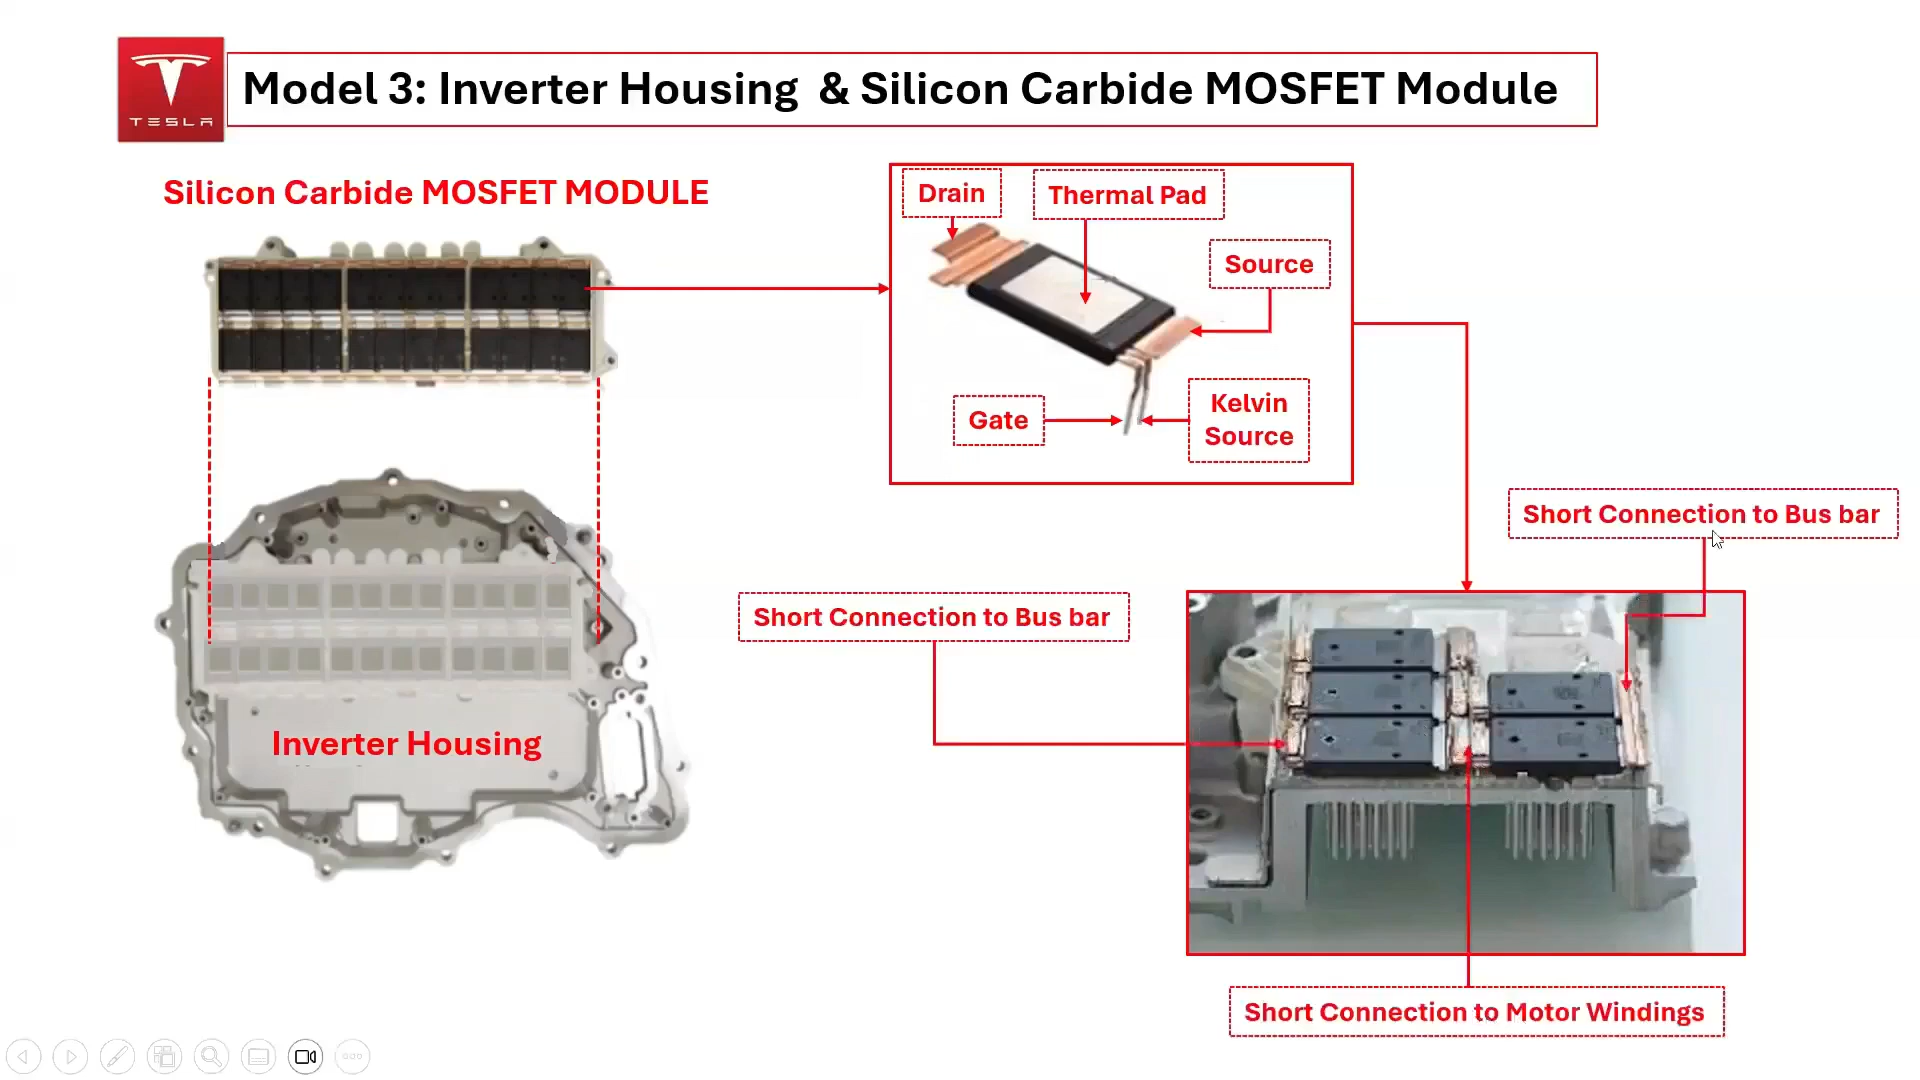 TESLA
Model 3: Inverter Housing & Silicon Carbide MOSFET Module
Silicon Carbide MOSFET MODULE
Drain
Thermal Pad
Source
Gate
Kelvin
Source
Short Connection to Bus bar
Short Connection to Bus bar
Inverter Housing
Short Connection to Motor Windings